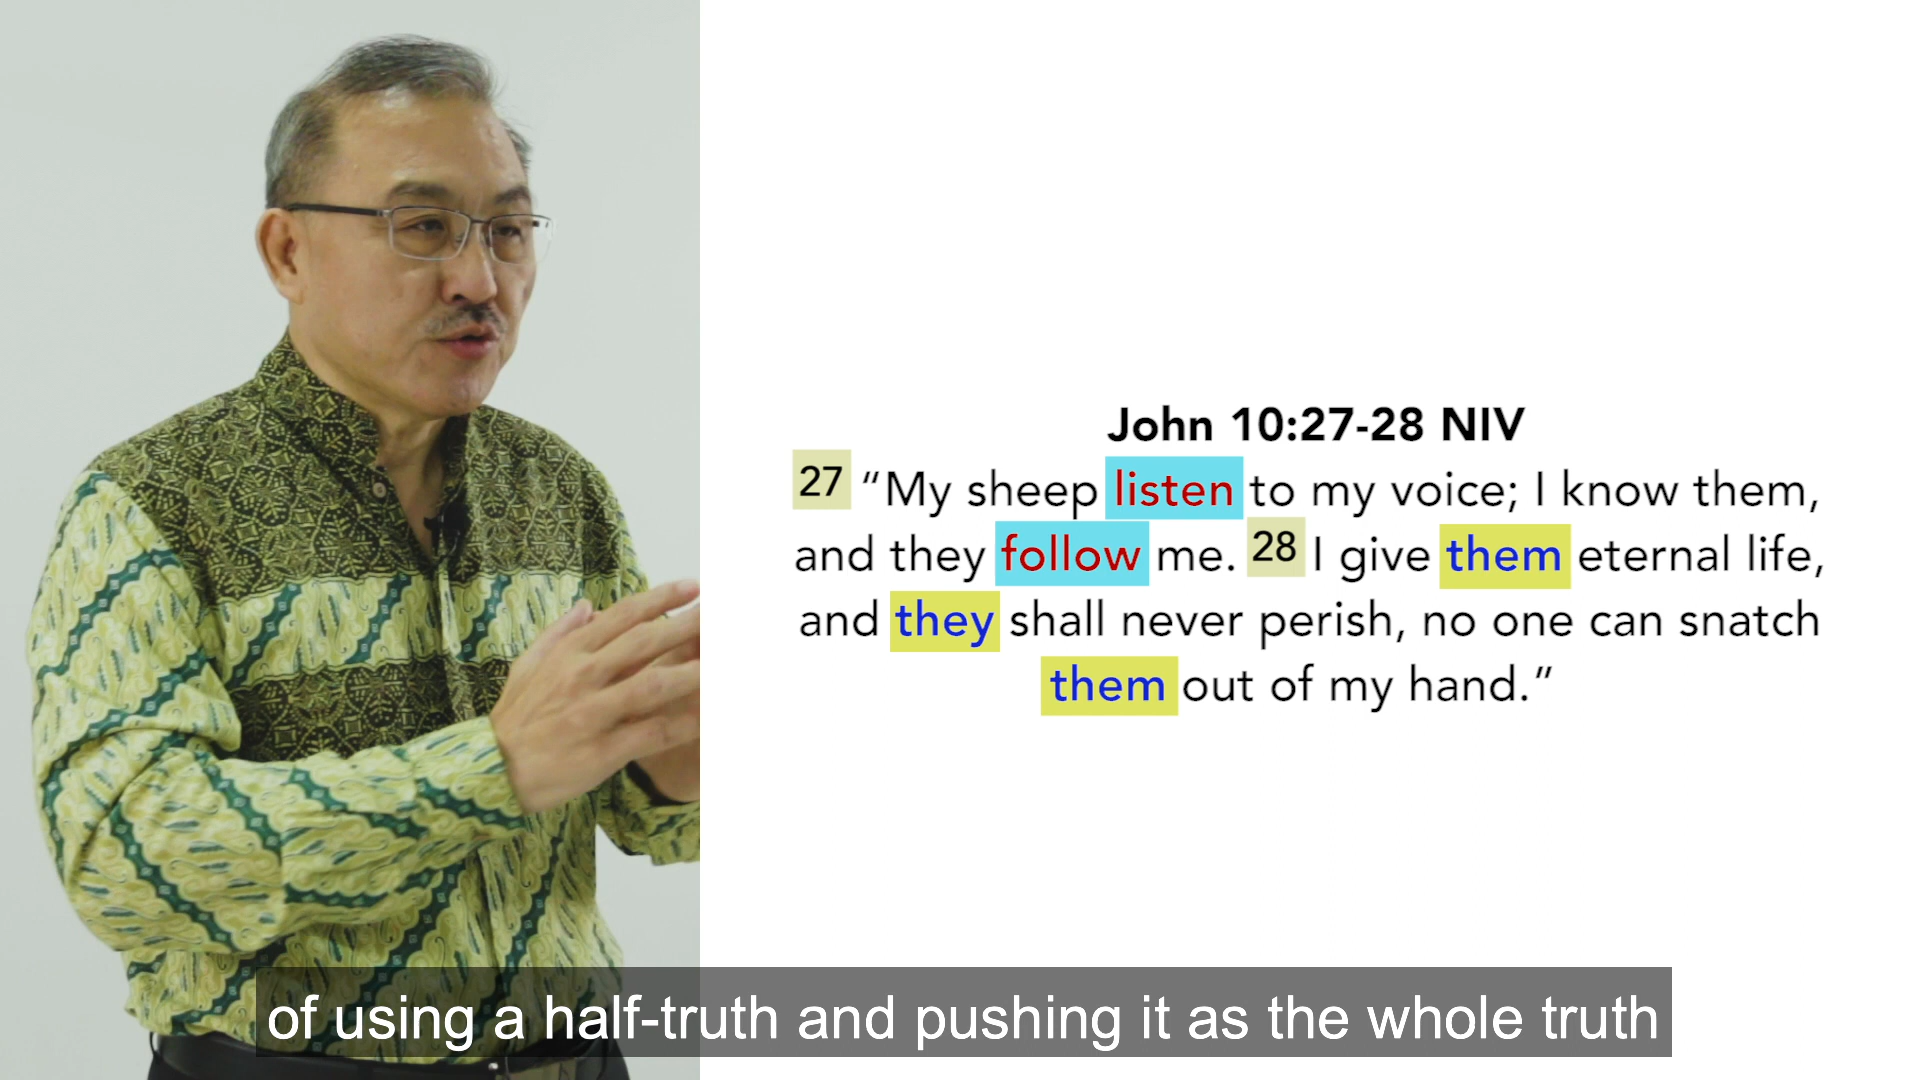 John 10:27-28 NIV
27 “My sheep listen to my voice; I know them,
and they follow me. 28 I give them eternal life,
and they shall never perish, no one can snatch
them out of my hand.”
of using a half-truth and pushing it as the whole truth